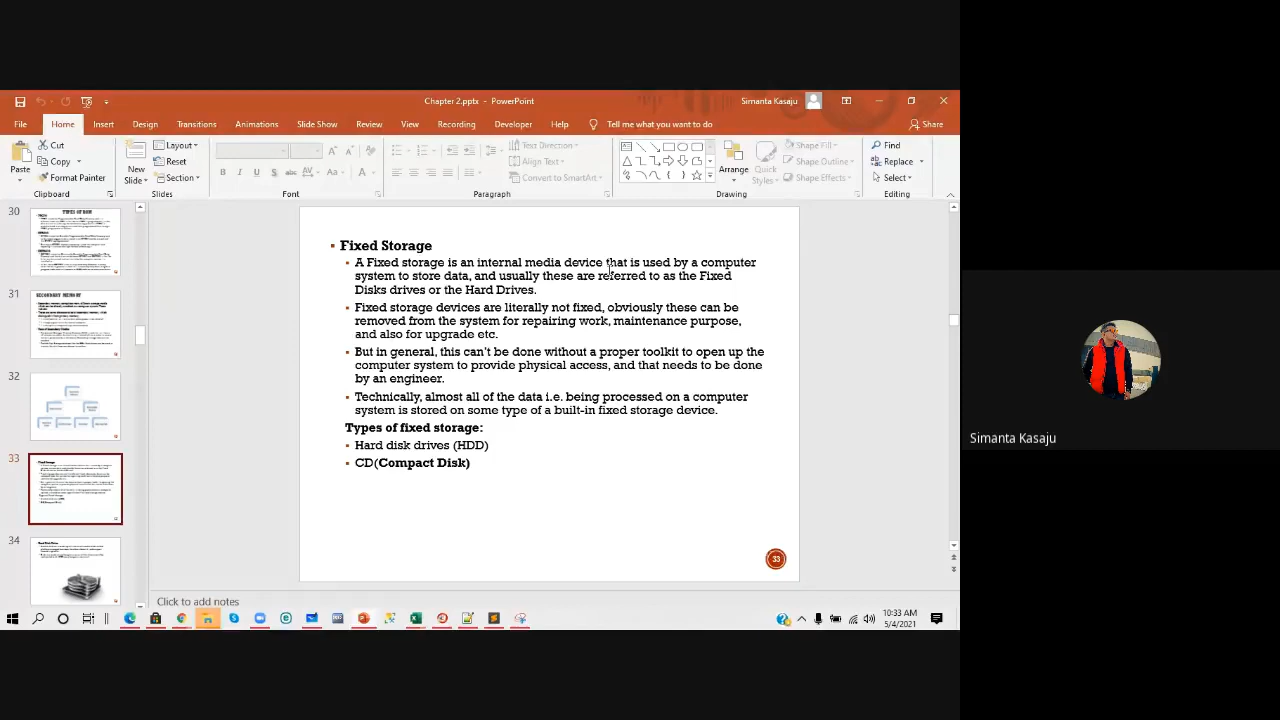 Chapter 2.pptx - PowerPoint
Simanta Kasaju
File Home Insert Design Transitions Animations Slide Show Review View Recording Developer Help Tell me what you want to do Share
Paste
Cut
Copy
Format Painter
Clipboard
New
Slide
Layout
Reset
Section
Slides
B I U S abc AV Aa A
Font
Text Direction
Align Text
Convert to SmartArt
Paragraph
Arrange
Quick
Styles
Shape Fill
Shape Outline
Shape Effects
Drawing
Find
Replace
Select
Editing
30
31
SECONDARY MEMORY
32
33
34
Fixed Storage
A Fixed storage is an internal media device that is used by a computer
system to store data, and usually these are referred to as the Fixed
Disks drives or the Hard Drives.
Fixed storage devices are generally not fixed, obviously these can be
removed from the system for repairing work, maintenance purpose,
and also for upgrade etc
But in general, this can't be done without a proper toolkit to open up the
computer system to provide physical access, and that needs to be done
by an engineer.
Technically, almost all of the data i.e. being processed on a computer
system is stored on some type of a built-in fixed storage device.
Types of fixed storage:
Hard disk drives (HDD)
CD(Compact Disk)
33
Click to add notes
10:33 AM
5/4/2021
Simanta Kasaju